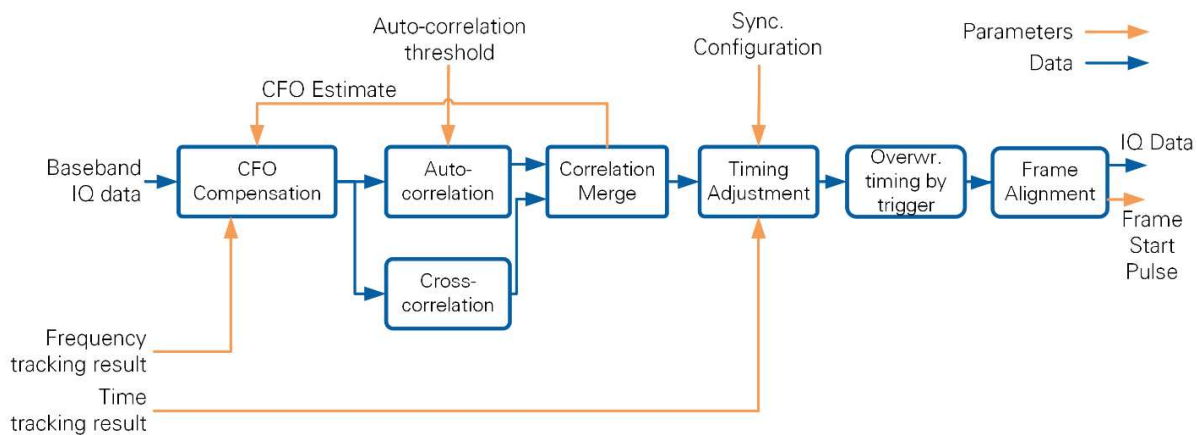 Auto-correlation
threshold
Sync.
Configuration
Parameters
Data
CFO Estimate
Baseband
IQ data
CFO
Compensation
Auto-
correlation
Correlation
Merge
Timing
Adjustment
Overwr.
timing by
trigger
Frame
Alignment
IQ Data
Frame
Start
Pulse
Cross-
correlation
Frequency
tracking result
Time
tracking result